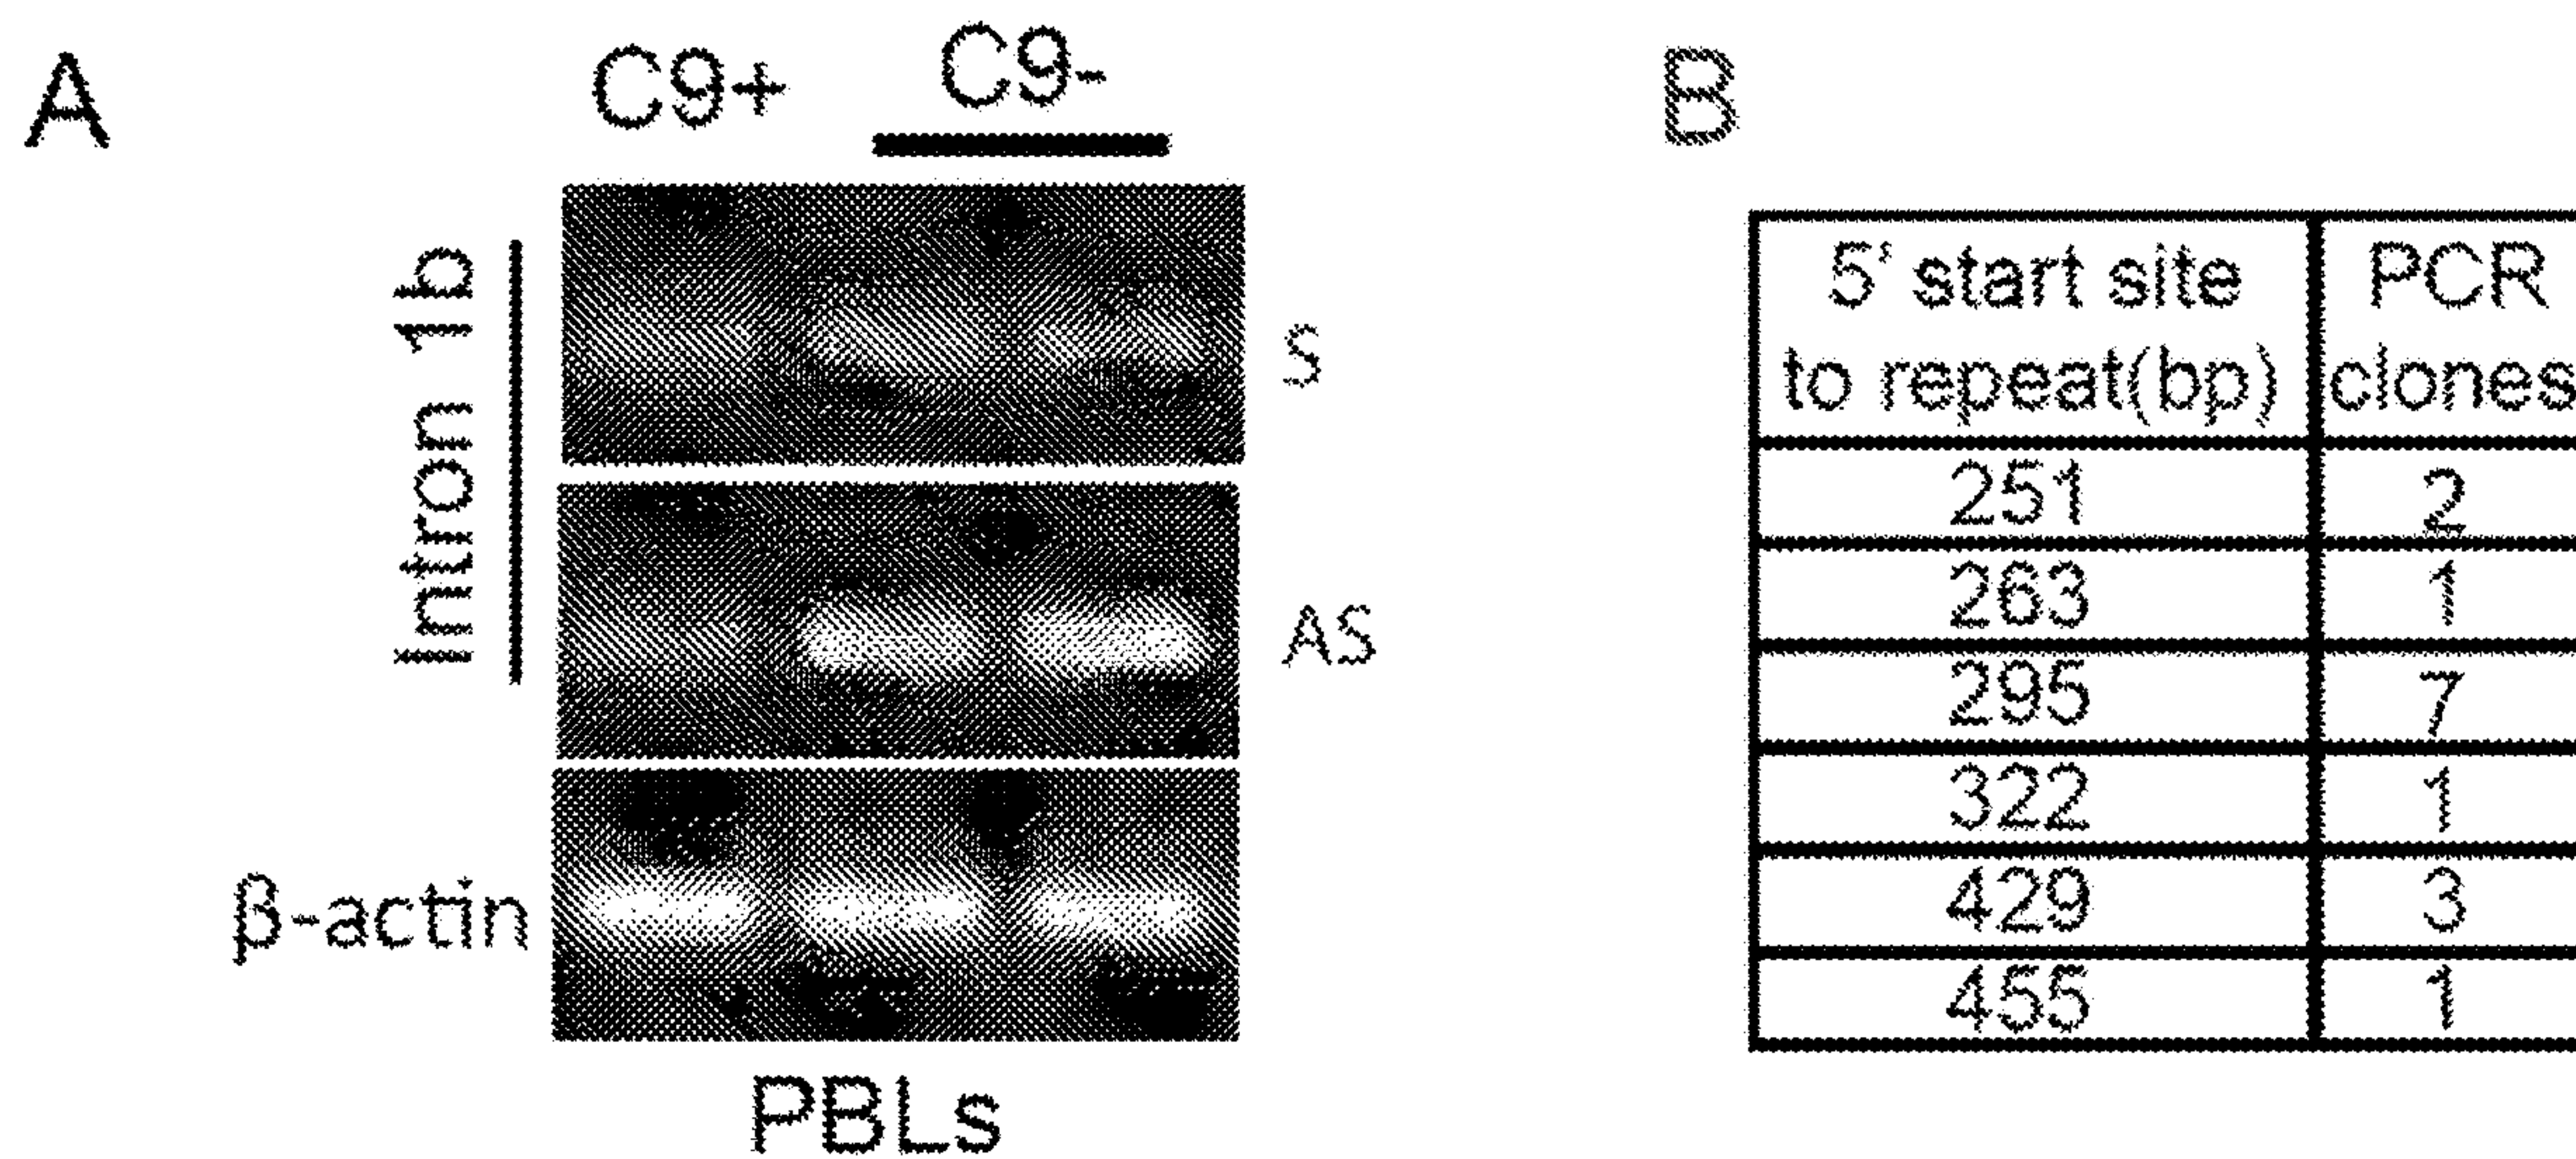 A
C9+
C9-
Intron 1b
S
AS
β-actin
PBLs
B
5' start site to repeat(bp)
PCR clones
251 2
263 1
295 7
322 1
429 3
455 1